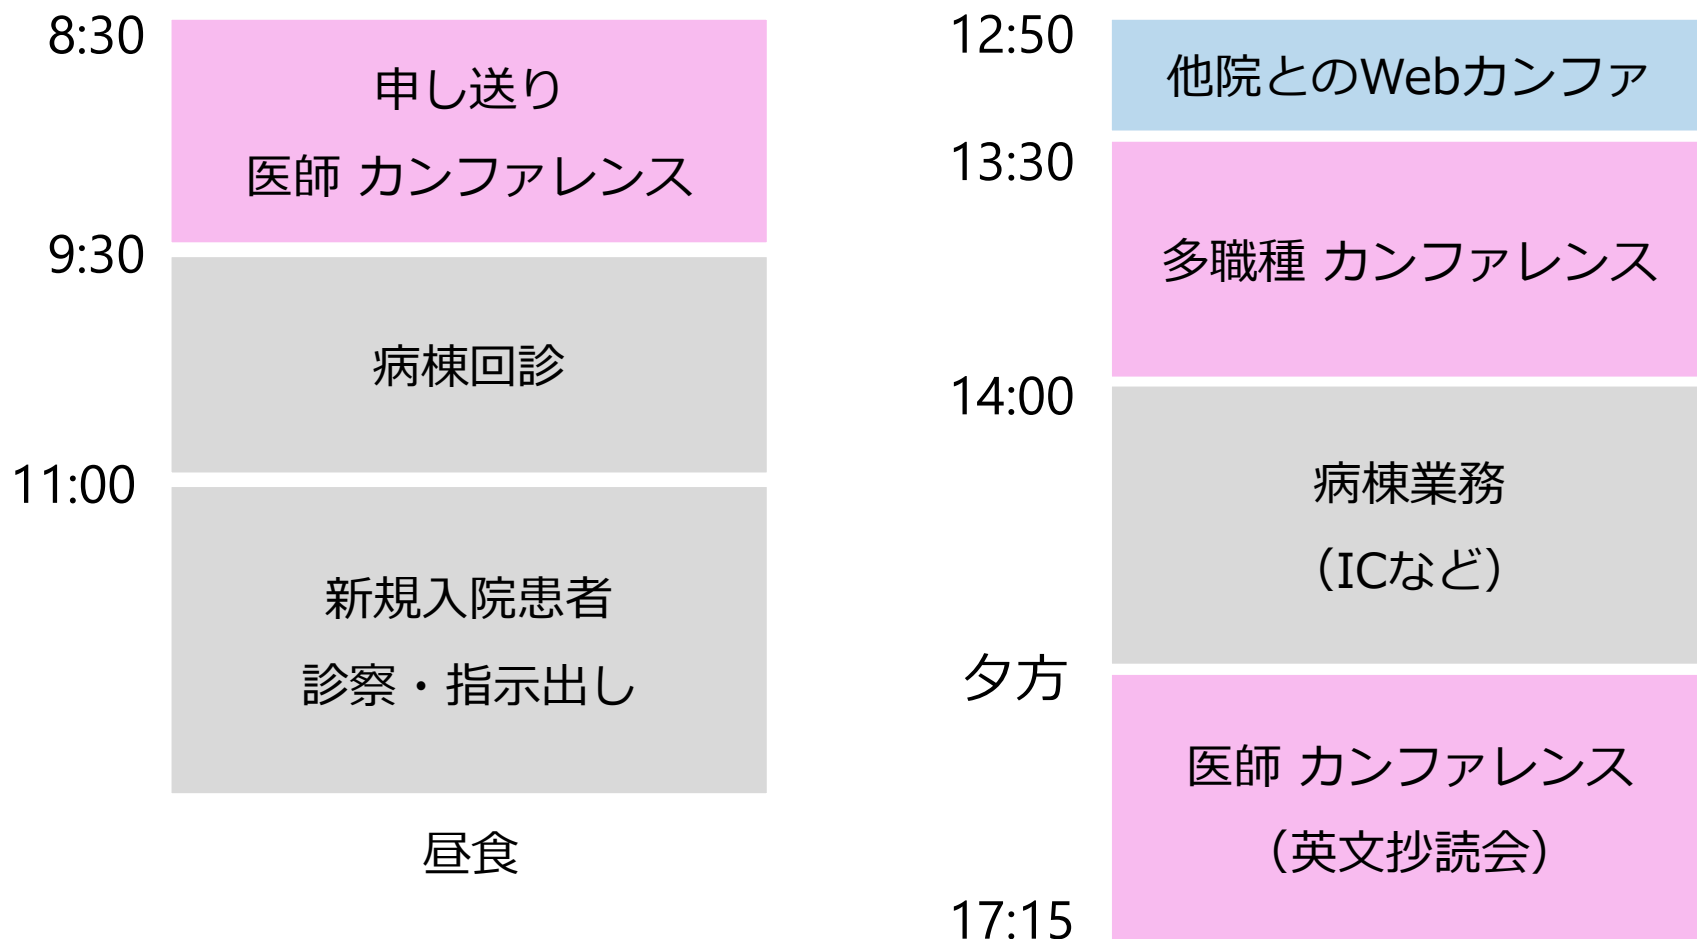 8:30
申し送り
医師 カンファレンス
9:30
病棟回診
11:00
新規入院患者
診察・指示出し
昼食
12:50
他院とのWebカンファ
13:30
多職種 カンファレンス
14:00
病棟業務
（ICなど）
夕方
医師 カンファレンス
（英文抄読会）
17:15